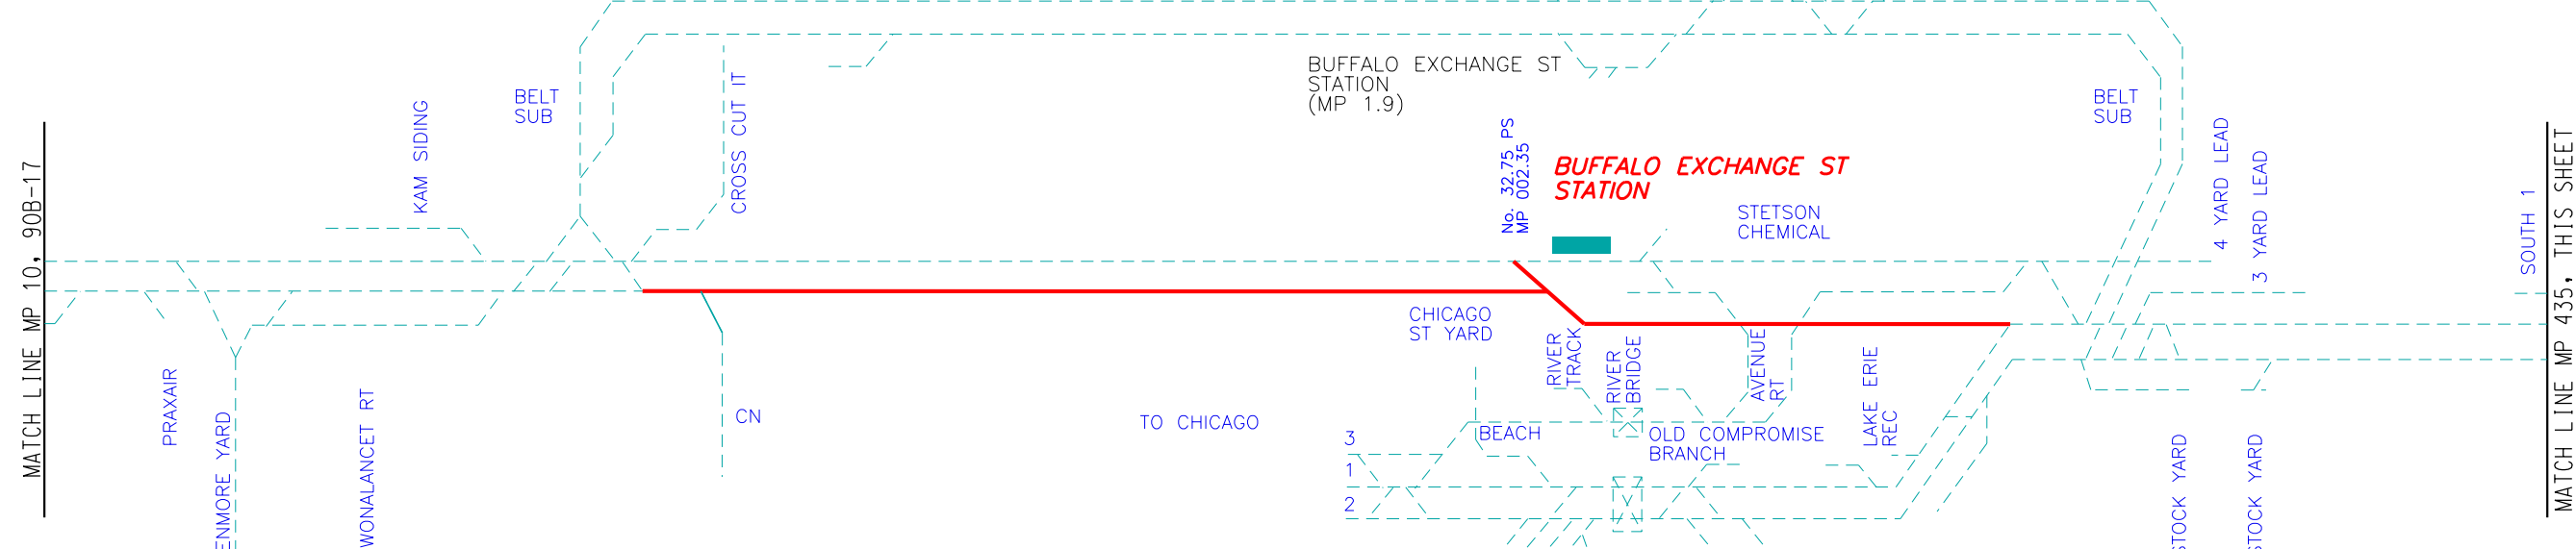 MATCH LINE MP 10, 90B-17
PRAXAIR
ENMORE YARD
WONALANCET RT
KAM SIDING
BELT
SUB
CROSS CUT IT
CN
TO CHICAGO
BUFFALO EXCHANGE ST
STATION
(MP 1.9)
No. 32.75 PS
MP 002.35
BUFFALO EXCHANGE ST
STATION
STETSON
CHEMICAL
CHICAGO
ST YARD
RIVER
TRACK
RIVER
BRIDGE
AVENUE
RT
LAKE ERIE
REC
3
1
2
BEACH
OLD COMPROMISE
BRANCH
BELT
SUB
4 YARD LEAD
3 YARD LEAD
STOCK YARD
STOCK YARD
SOUTH 1
MATCH LINE MP 435, THIS SHEET